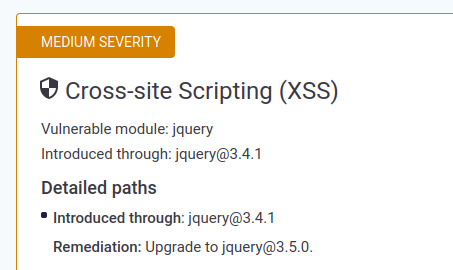 MEDIUM SEVERITY
Cross-site Scripting (XSS)
Vulnerable module: jquery
Introduced through: jquery@3.4.1
Detailed paths
Introduced through: jquery@3.4.1
Remediation: Upgrade to jquery@3.5.0.